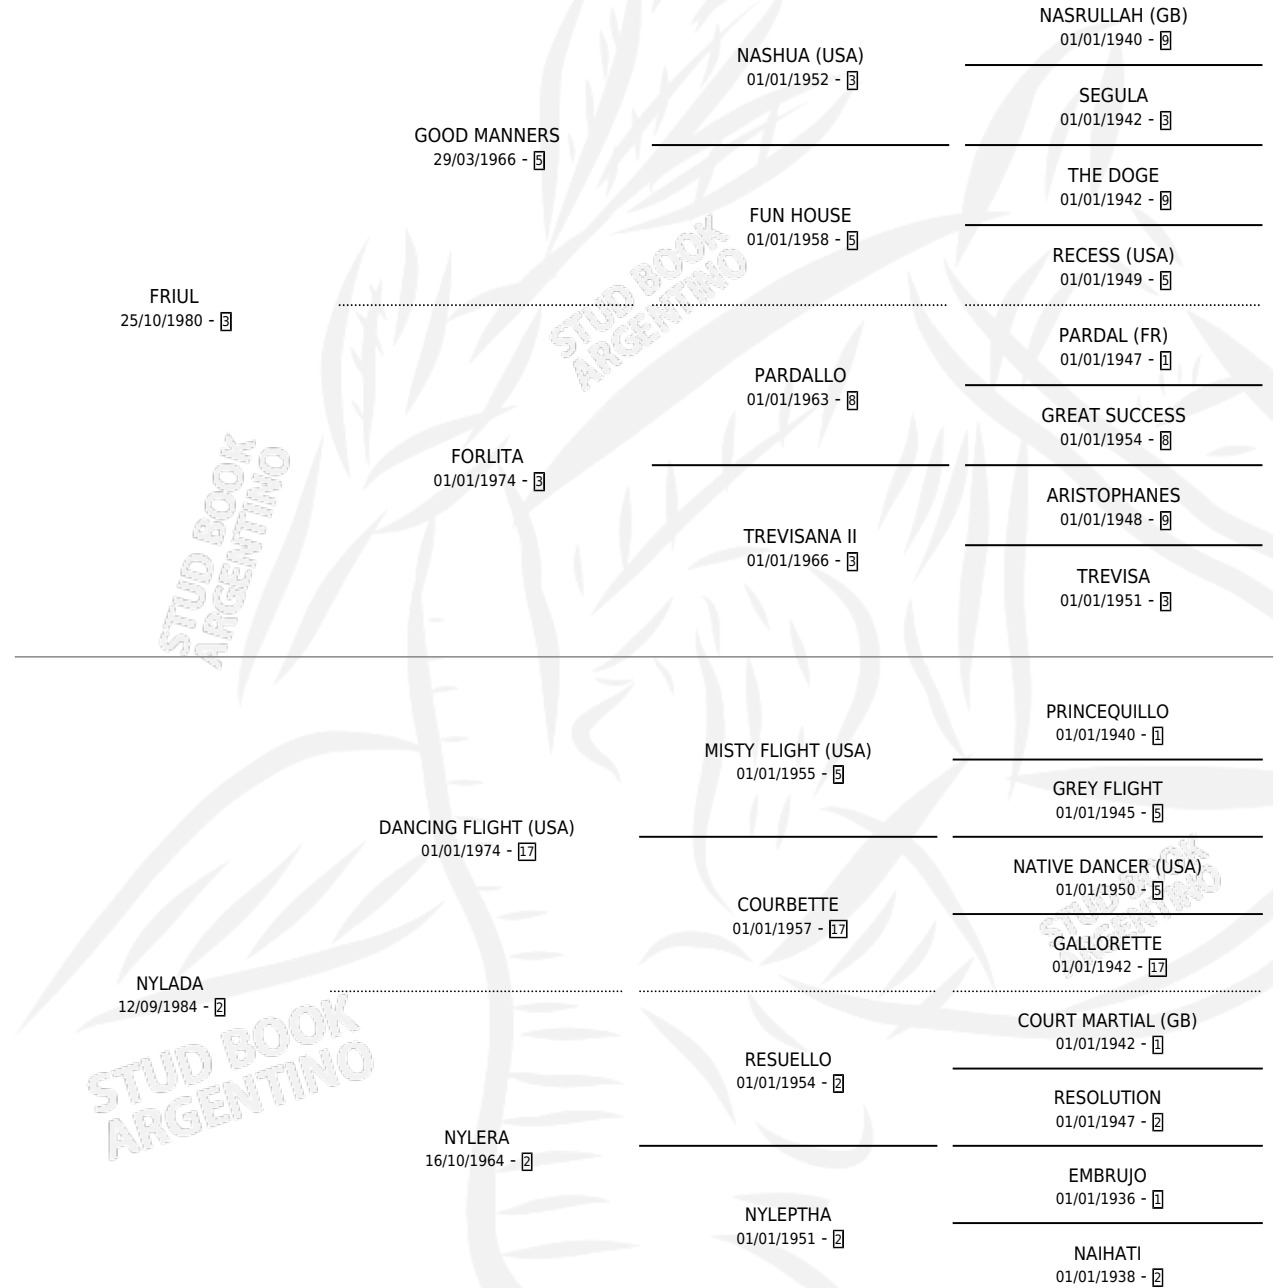 NASRULLAH (GB)
01/01/1940 - 9
NASHUA (USA)
01/01/1952 - 3
SEGULA
01/01/1942 - 3
GOOD MANNERS
29/03/1966 - 5
THE DOGE
01/01/1942 - 9
FUN HOUSE
01/01/1958 - 5
RECESS (USA)
01/01/1949 - 5
FRIUL
25/10/1980 - 3
PARDAL (FR)
01/01/1947 - 1
PARDALLO
01/01/1963 - 8
GREAT SUCCESS
01/01/1954 - 8
FORLITA
01/01/1974 - 3
ARISTOPHANES
01/01/1948 - 9
TREVISANA II
01/01/1966 - 3
TREVISA
01/01/1951 - 3
STUD BOOK
ARGENTINO
STUD BOOK
ARGENTINO
PRINCEQUILLO
01/01/1940 - 1
MISTY FLIGHT (USA)
01/01/1955 - 5
GREY FLIGHT
01/01/1945 - 5
DANCING FLIGHT (USA)
01/01/1974 - 17
NATIVE DANCER (USA)
01/01/1950 - 5
COURBETTE
01/01/1957 - 17
GALLORETTE
01/01/1942 - 17
STUD BOOK
ARGENTINO
NYLADA
12/09/1984 - 2
COURT MARTIAL (GB)
01/01/1942 - 1
RESUELLO
01/01/1954 - 2
RESOLUTION
01/01/1947 - 2
NYLERA
16/10/1964 - 2
EMBRUJO
01/01/1936 - 1
NYLEPTHA
01/01/1951 - 2
NAIHATI
01/01/1938 - 2
STUD BOOK
ARGENTINO